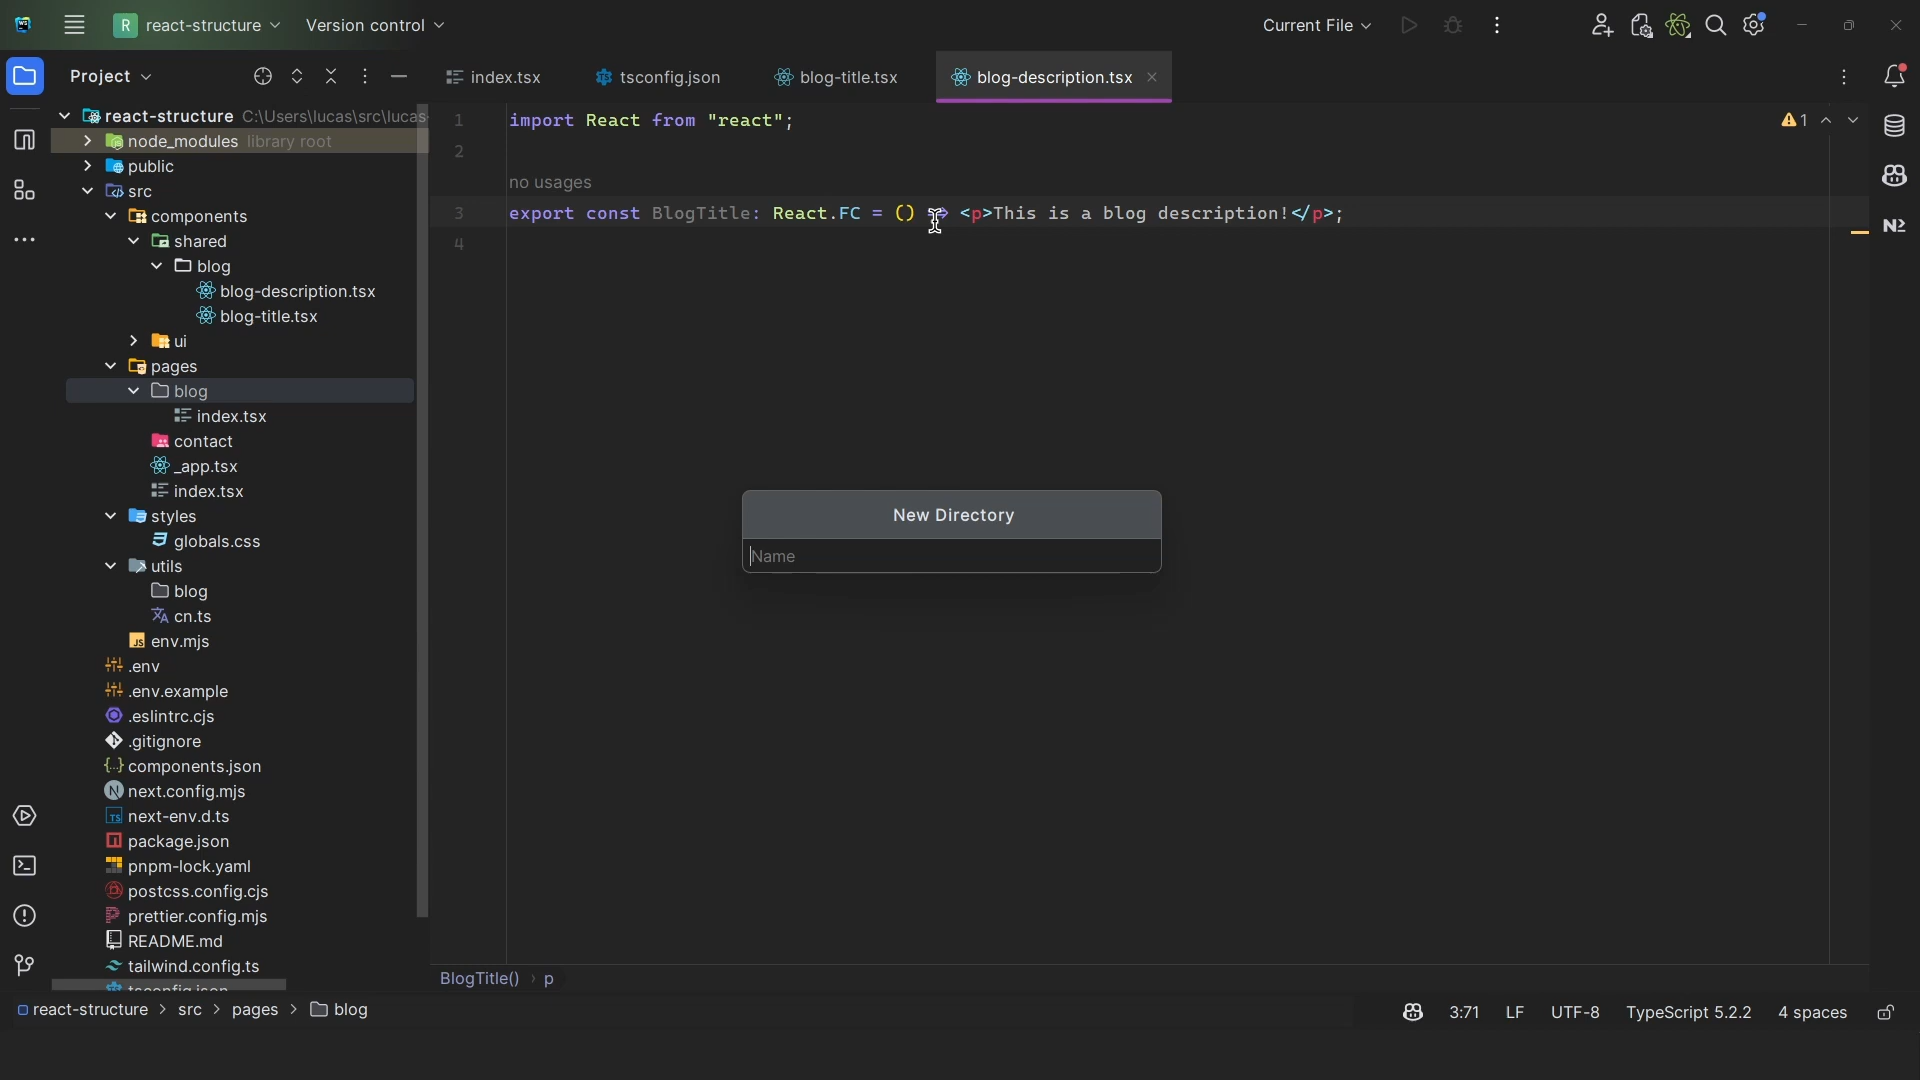 R react-structure Version control Current File
Project index.tsx tsconfig.json blog-title.tsx blog-description.tsx
react-structure C:\Users\lucas\src\lucas
node_modules library root
public
src
components
shared
blog
blog-description.tsx
blog-title.tsx
ui
pages
blog
index.tsx
contact
_app.tsx
index.tsx
styles
globals.css
utils
blog
cn.ts
env.mjs
.env
.env.example
.eslintrc.cjs
.gitignore
components.json
next.config.mjs
next-env.d.ts
package.json
pnpm-lock.yaml
postcss.config.cjs
prettier.config.mjs
README.md
tailwind.config.ts
tsconfig.json
1 import React from "react"; 1
2
no usages
3 export const BlogTitle: React.FC = () => <p>This is a blog description!</p>;
4
New Directory
Name
BlogTitle() › p
react-structure > src > pages > blog 3:71 LF UTF-8 TypeScript 5.2.2 4 spaces